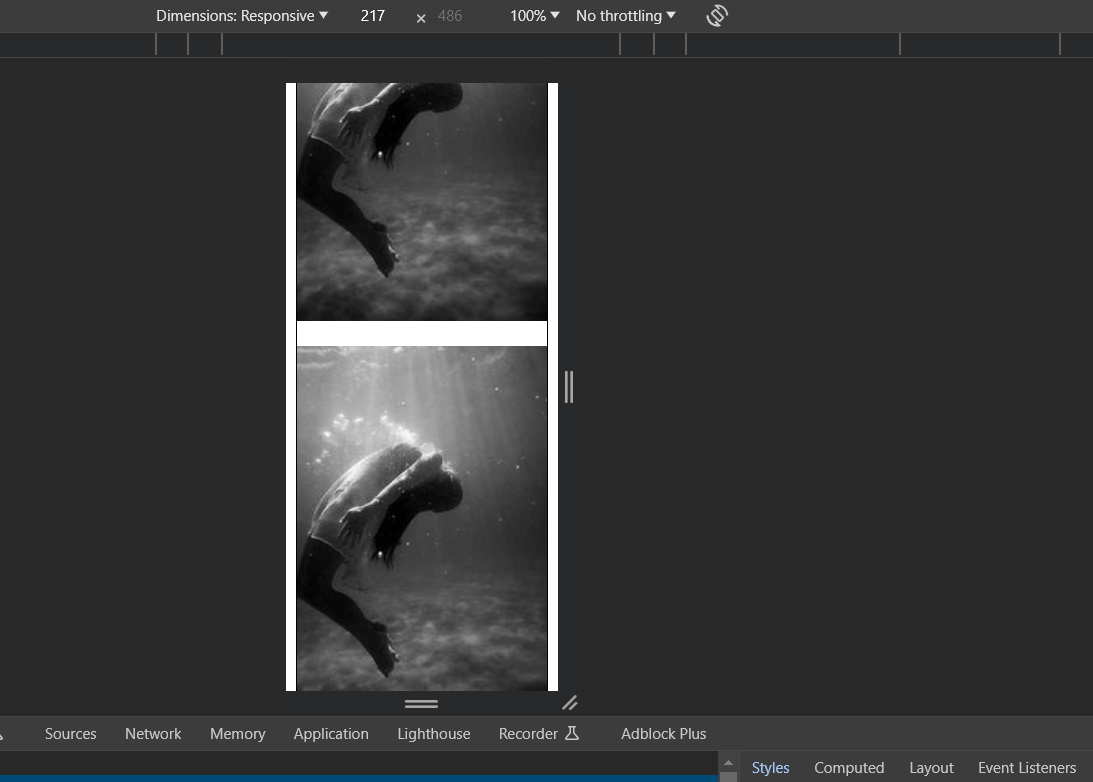 Dimensions: Responsive ▼ 217 × 486 100% ▼ No throttling ▼
Sources Network Memory Application Lighthouse Recorder Adblock Plus
Styles Computed Layout Event Listeners